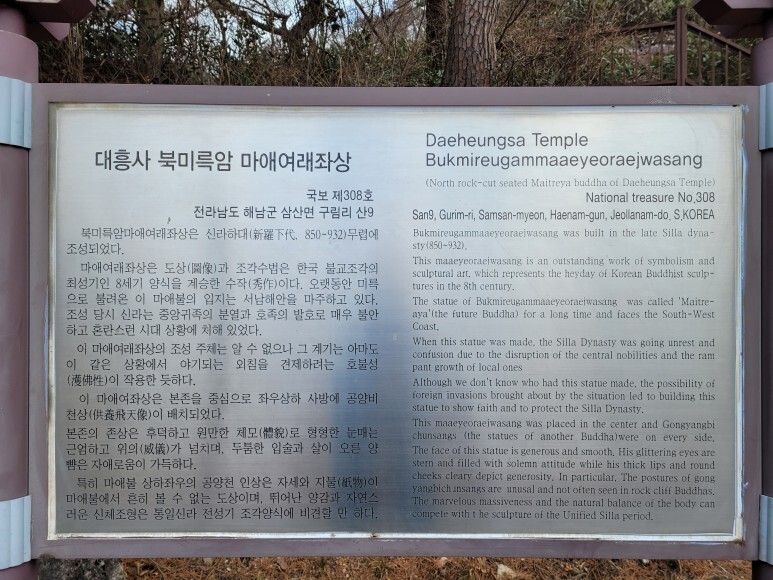 대흥사 북미륵암 마애여래좌상
국보 제308호
전라남도 해남군 삼산면 구림리 산9
북미륵암마애여래좌상은 신라하대(新羅下代, 850-932)무렵에
조성되었다.
마애여래좌상은 도상(圖像)과 조각수법은 한국 불교조각의
최성기인 8세기 양식을 계승한 수작(秀作)이다. 오랫동안 미륵
으로 불려온 이 마애불의 입지는 서남해안을 마주하고 있다.
조성 당시 신라는 중앙귀족의 분열과 호족의 발호로 매우 불안
하고 혼란스런 시대 상황에 처해 있었다.
이 마애여래좌상의 조성 주체는 알 수 없으나 그 계기는 아마도
이 같은 상황에서 야기되는 외침을 견제하려는 호불성
(護佛性)이 작용한 듯하다.
이 마애여래좌상은 본존을 중심으로 좌우상하 사방에 공양비
천상(供養飛天像)이 배치되었다.
본존의 존상은 후덕하고 원만한 체모(體貌)로 형형한 눈매는
근엄하고 위의(威儀)가 넘치며, 두툼한 입술과 살이 오른 양
뺨은 자애로움이 가득하다.
특히 마애불 상하좌우의 공양천 인상은 자세와 지물(紙物)이
마애불에서 흔히 볼 수 없는 도상이며, 뛰어난 양감과 자연스
러운 신체조형은 통일신라 전성기 조각양식에 비견할 만 하다.
Daeheungsa Temple
Bukmireugammaaeyeoraejwasang
(North rock-cut seated Maitreya buddha of Daeheungsa Temple)
National treasure No,308
San9, Gurim-ri, Samsan-myeon, Haenam-gun, Jeollanam-do, S,KOREA
Bukmireugammaaeyeoraejwasang was built in the late Silla dyna-
sty(850-932).
This maaeyeoraejwasang is an outstanding work of symbolism and
sculptural art, which represents the heyday of Korean Buddhist sculp-
tures in the 8th century.
The statue of Bukmireugammaaeyeoraejwasang was called 'Maitre-
aya'(the future Buddha) for a long time and faces the South-West
Coast.
When this statue was made, the Silla Dynasty was going unrest and
confusion due to the disruption of the central nobilities and the ram
pant growth of local ones
Although we don't know who had this statue made, the possibility of
foreign invasions brought about by the situation led to building this
statue to show faith and to protect the Silla Dynasty.
This maaeyeoraejwasang was placed in the center and Gongyangbi
chunsangs (the statues of another Buddha)were on every side.
The face of this statue is generous and smooth. His glittering eyes are
stern and filled with solemn attitude while his thick lips and round
cheeks cleary depict generosity. In particular, The postures of gong
yangbich insangs are unusual and not often seen in rock cliff Buddhas.
The marvelous massiveness and the natural balance of the body can
compete with t he sculpture of the Unified Silla period.